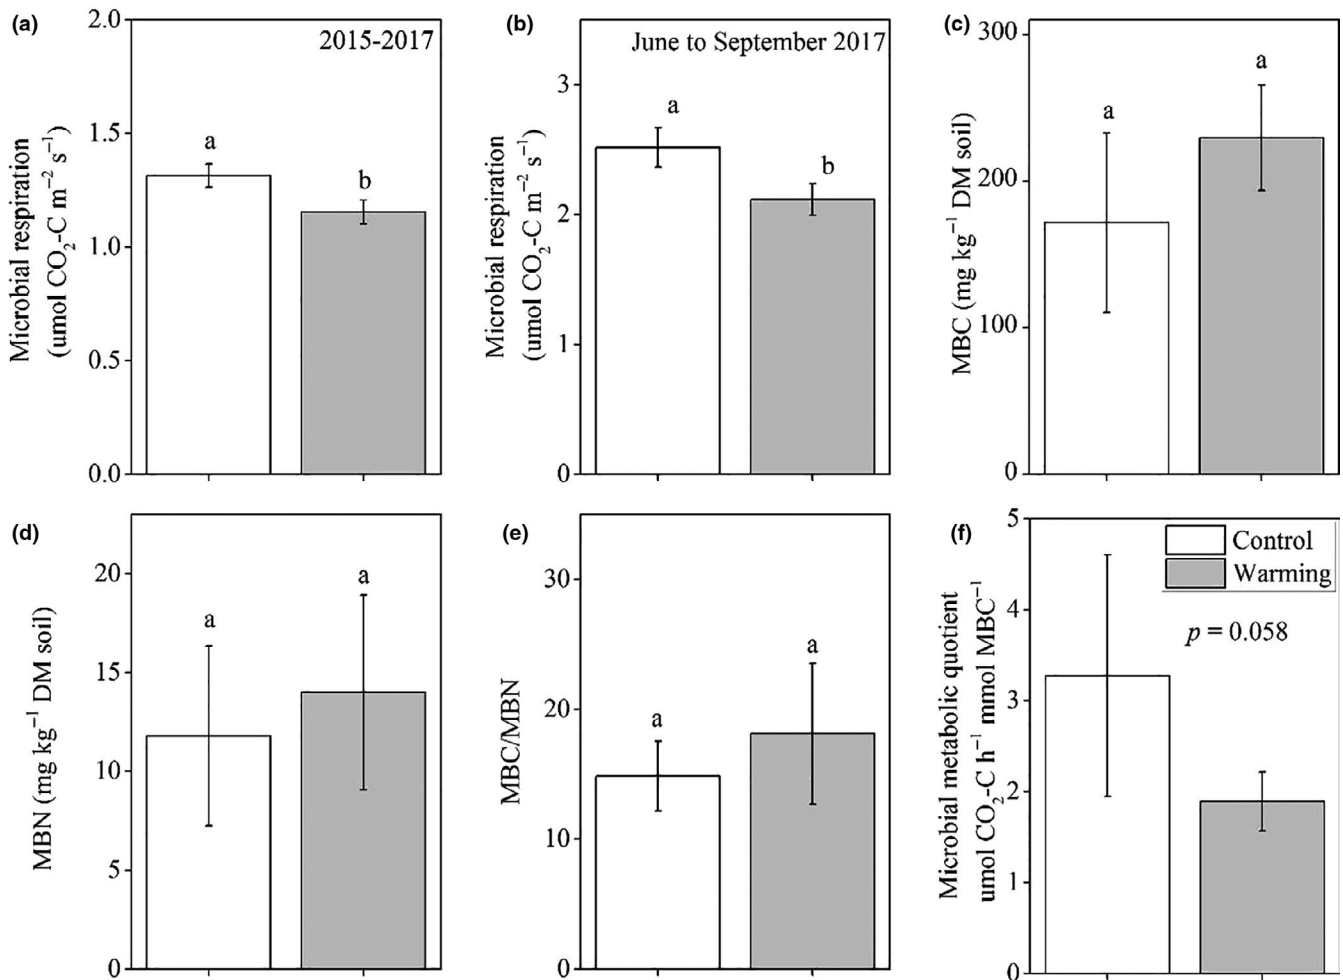 (a)
2015-2017
2.0
1.5
1.0
0.5
0.0
Microbial respiration
(umol CO₂-C m⁻² s⁻¹)
a
b
(b)
June to September 2017
3
2
1
0
Microbial respiration
(umol CO₂-C m⁻² s⁻¹)
a
b
(c)
300
200
100
0
MBC (mg kg⁻¹ DM soil)
a
a
(d)
20
15
10
5
0
MBN (mg kg⁻¹ DM soil)
a
a
(e)
30
20
10
0
MBC/MBN
a
a
(f)
5
4
3
2
1
0
Microbial metabolic quotient
umol CO₂-C h⁻¹ mmol MBC⁻¹
Control
Warming
p = 0.058